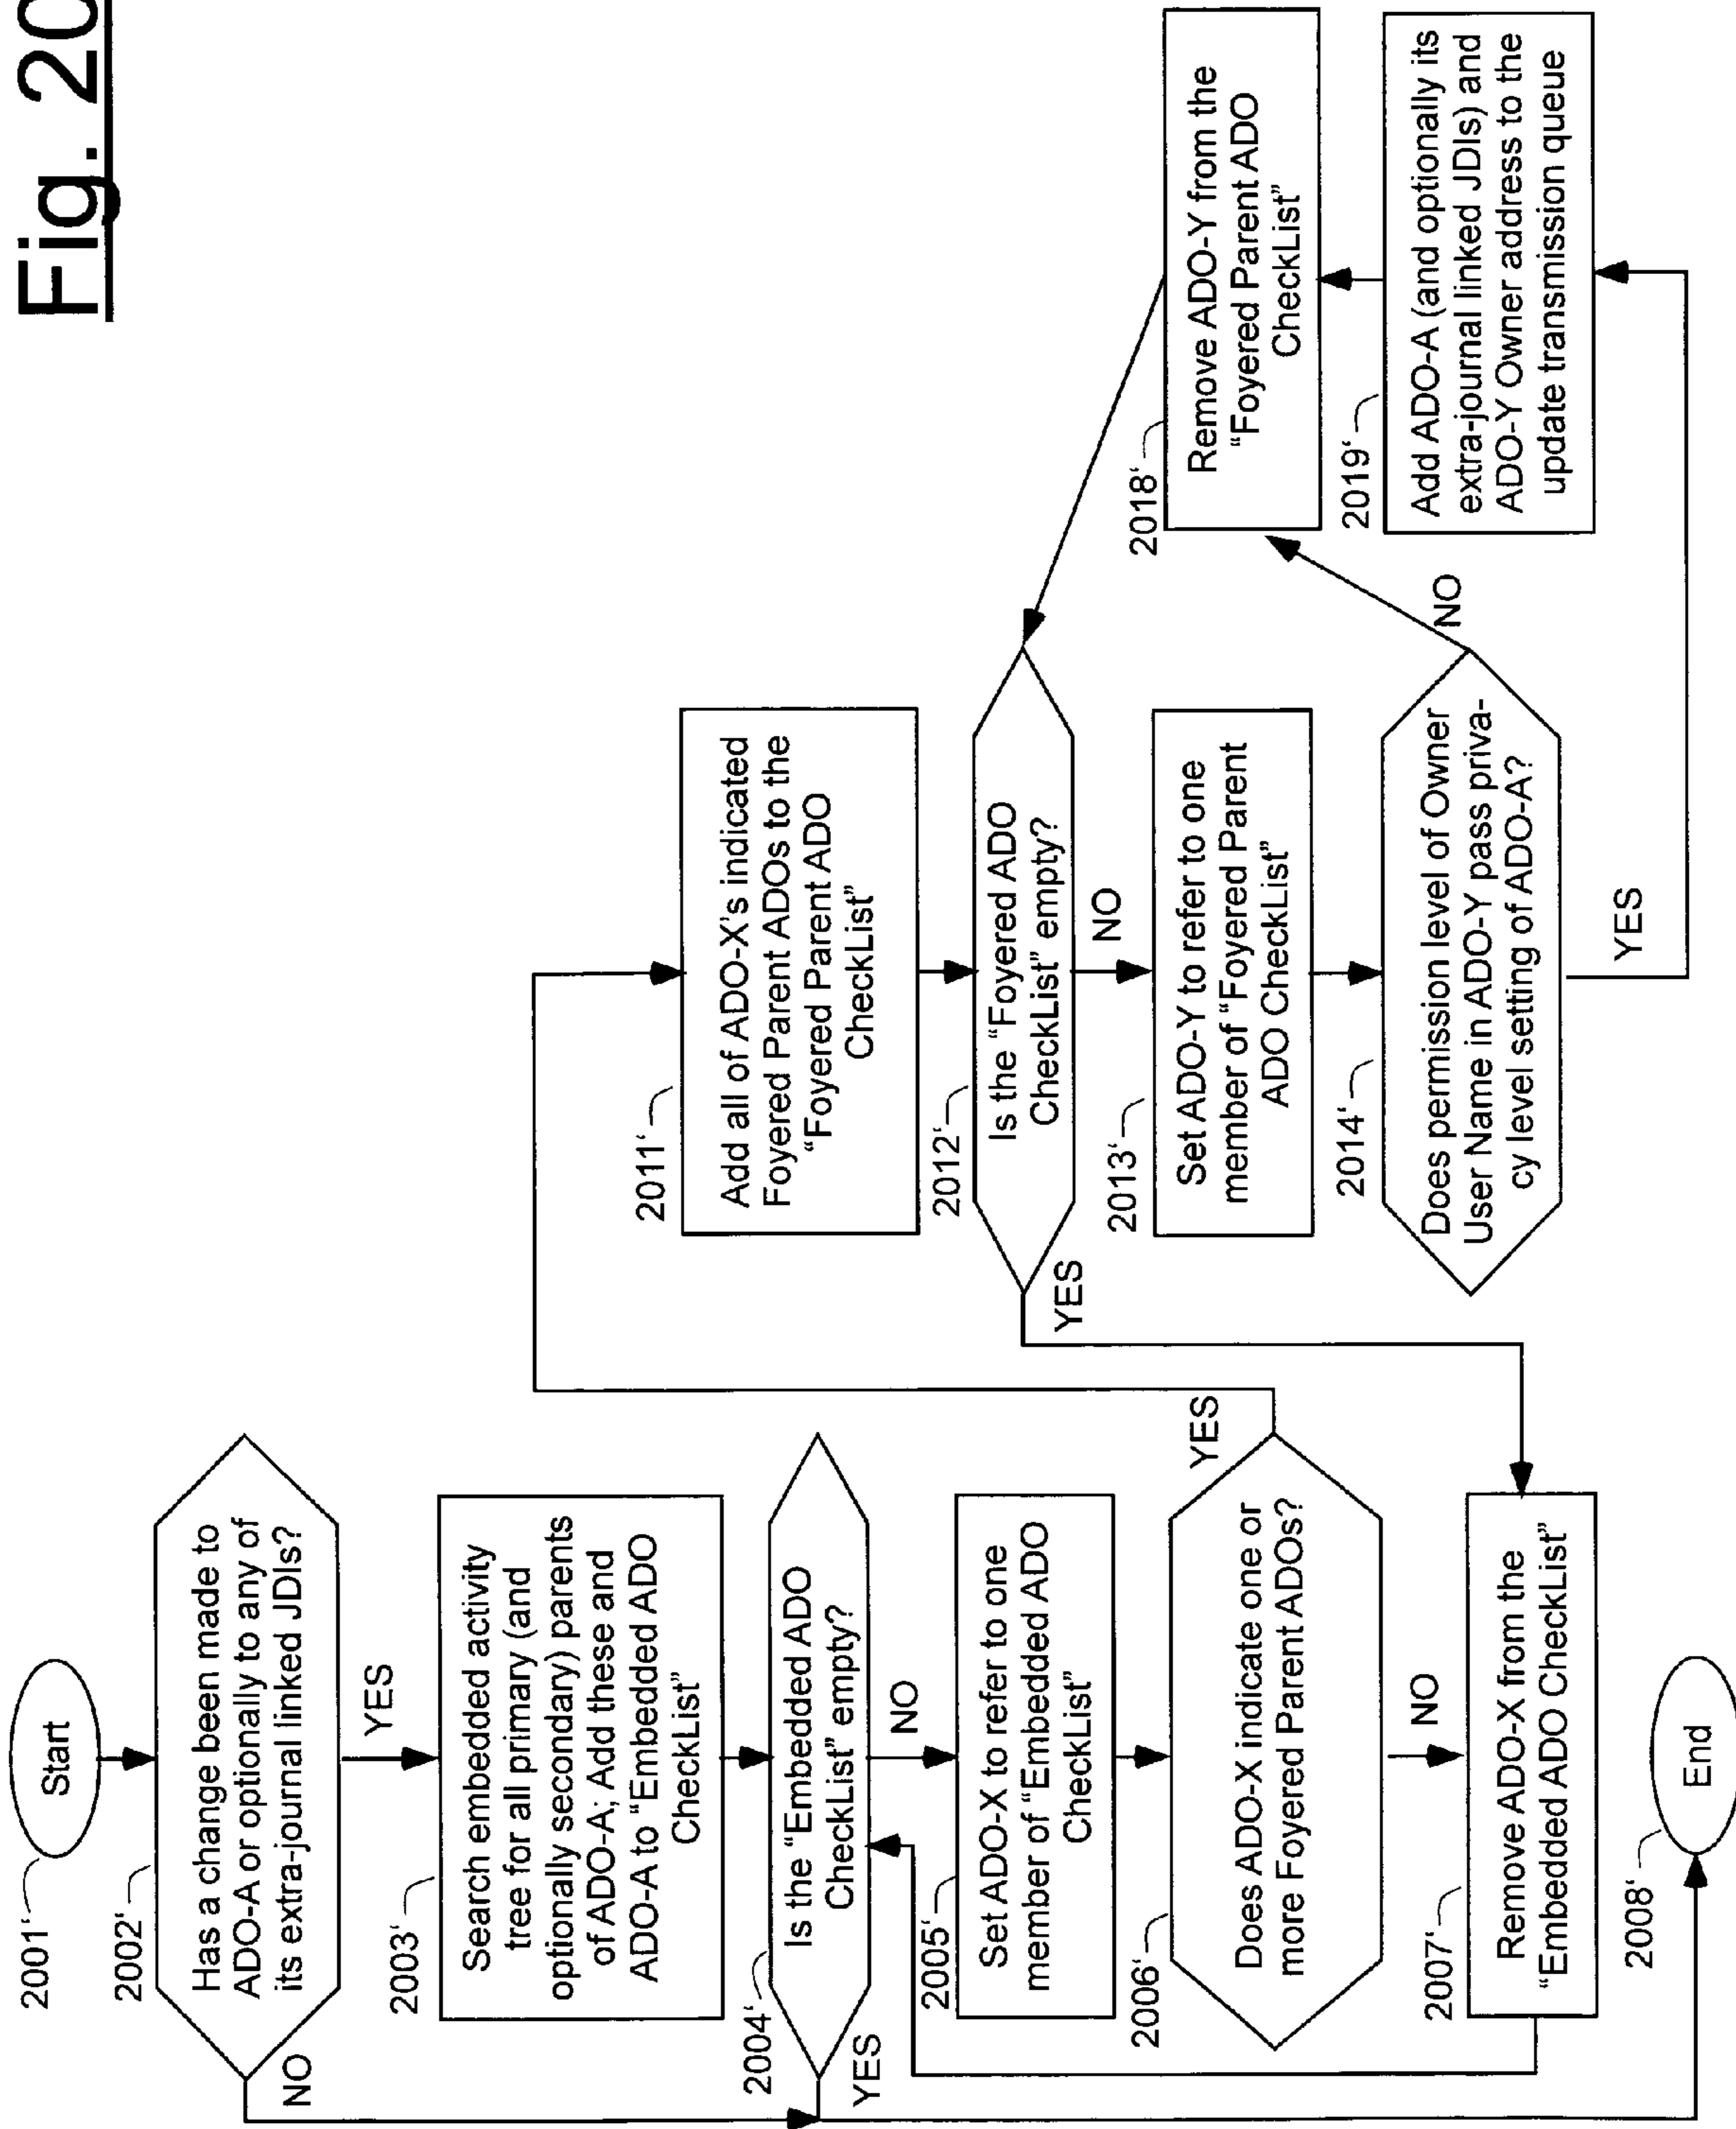 Fig. 20
2001'
Start
2002'
Has a change been made to
ADO-A or optionally to any of
its extra-journal linked JDIs?
NO
YES
2003'
Search embedded activity
tree for all primary (and
optionally secondary) parents
of ADO-A; Add these and
ADO-A to “Embedded ADO
CheckList”
2004'
Is the “Embedded ADO
CheckList” empty?
YES
NO
2005'
Set ADO-X to refer to one
member of “Embedded ADO
CheckList”
2006'
Does ADO-X indicate one or
more Foyered Parent ADOs?
YES
NO
2007'
Remove ADO-X from the
“Embedded ADO CheckList”
2008'
End
2011'
Add all of ADO-X's indicated
Foyered Parent ADOs to the
“Foyered Parent ADO
CheckList”
2012'
Is the “Foyered ADO
CheckList” empty?
YES
NO
2013'
Set ADO-Y to refer to one
member of “Foyered Parent
ADO CheckList”
2014'
Does permission level of Owner
User Name in ADO-Y pass priva-
cy level setting of ADO-A?
NO
YES
2018'
Remove ADO-Y from the
“Foyered Parent ADO
CheckList”
2019'
Add ADO-A (and optionally its
extra-journal linked JDIs) and
ADO-Y Owner address to the
update transmission queue